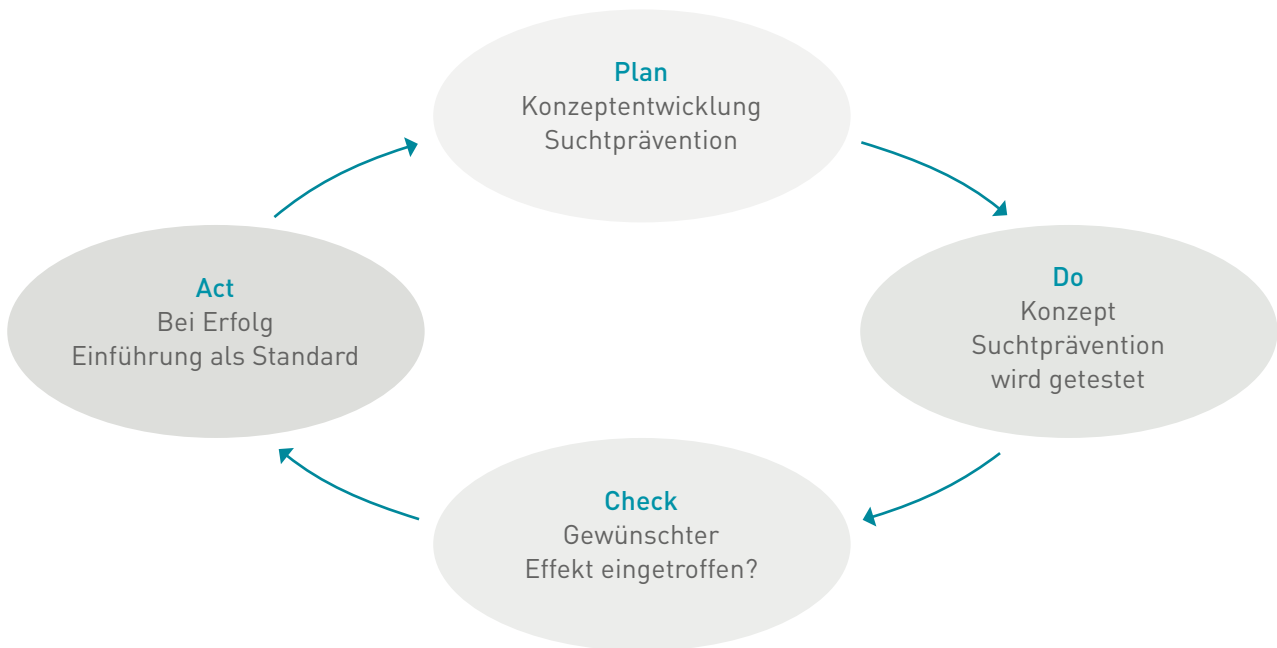 Plan
Konzeptentwicklung
Suchtprävention
Do
Konzept
Suchtprävention
wird getestet
Check
Gewünschter
Effekt eingetroffen?
Act
Bei Erfolg
Einführung als Standard